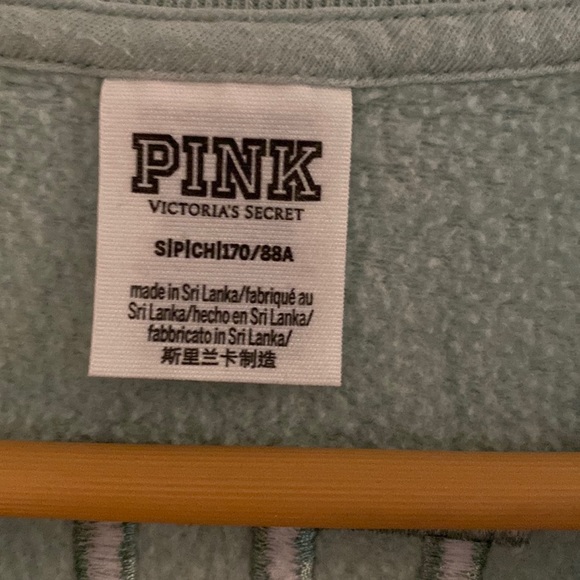 PINK
VICTORIA'S SECRET
S|P|CH|170/88A
made in Sri Lanka/fabriqué au
Sri Lanka/hecho en Sri Lanka/
fabbricato in Sri Lanka/
斯里兰卡制造